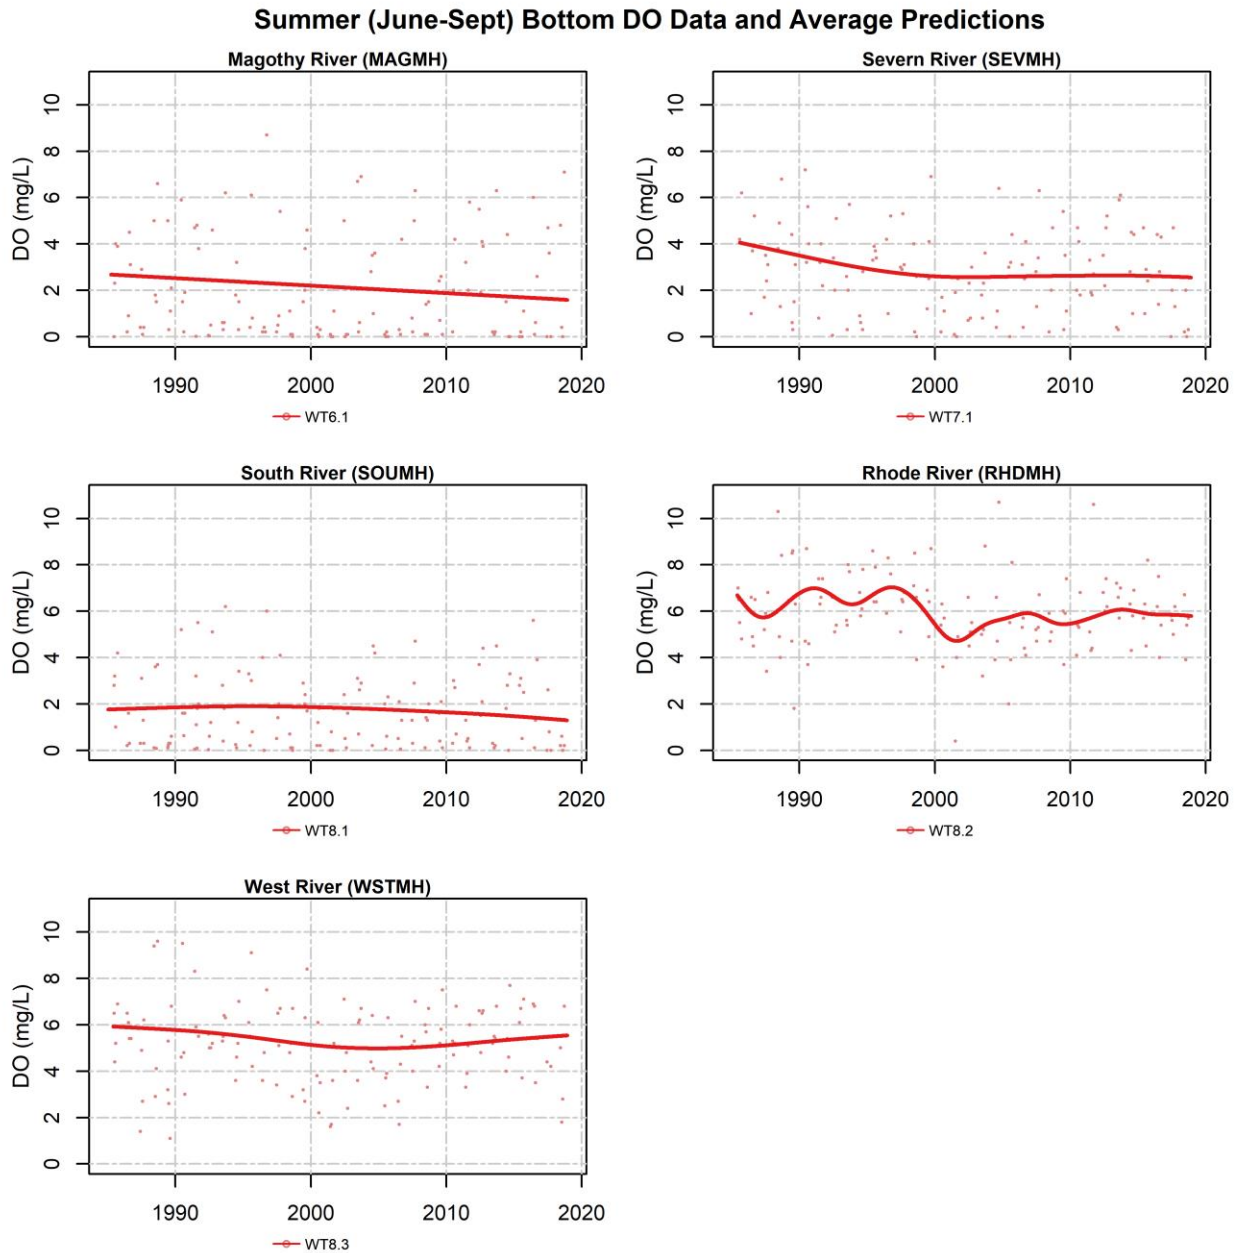 Summer (June-Sept) Bottom DO Data and Average Predictions
Magothy River (MAGMH)
DO (mg/L)
10
8
6
4
2
0
1990 2000 2010 2020
WT6.1
Severn River (SEVMH)
DO (mg/L)
10
8
6
4
2
0
1990 2000 2010 2020
WT7.1
South River (SOUMH)
DO (mg/L)
10
8
6
4
2
0
1990 2000 2010 2020
WT8.1
Rhode River (RHDMH)
DO (mg/L)
10
8
6
4
2
0
1990 2000 2010 2020
WT8.2
West River (WSTMH)
DO (mg/L)
10
8
6
4
2
0
1990 2000 2010 2020
WT8.3